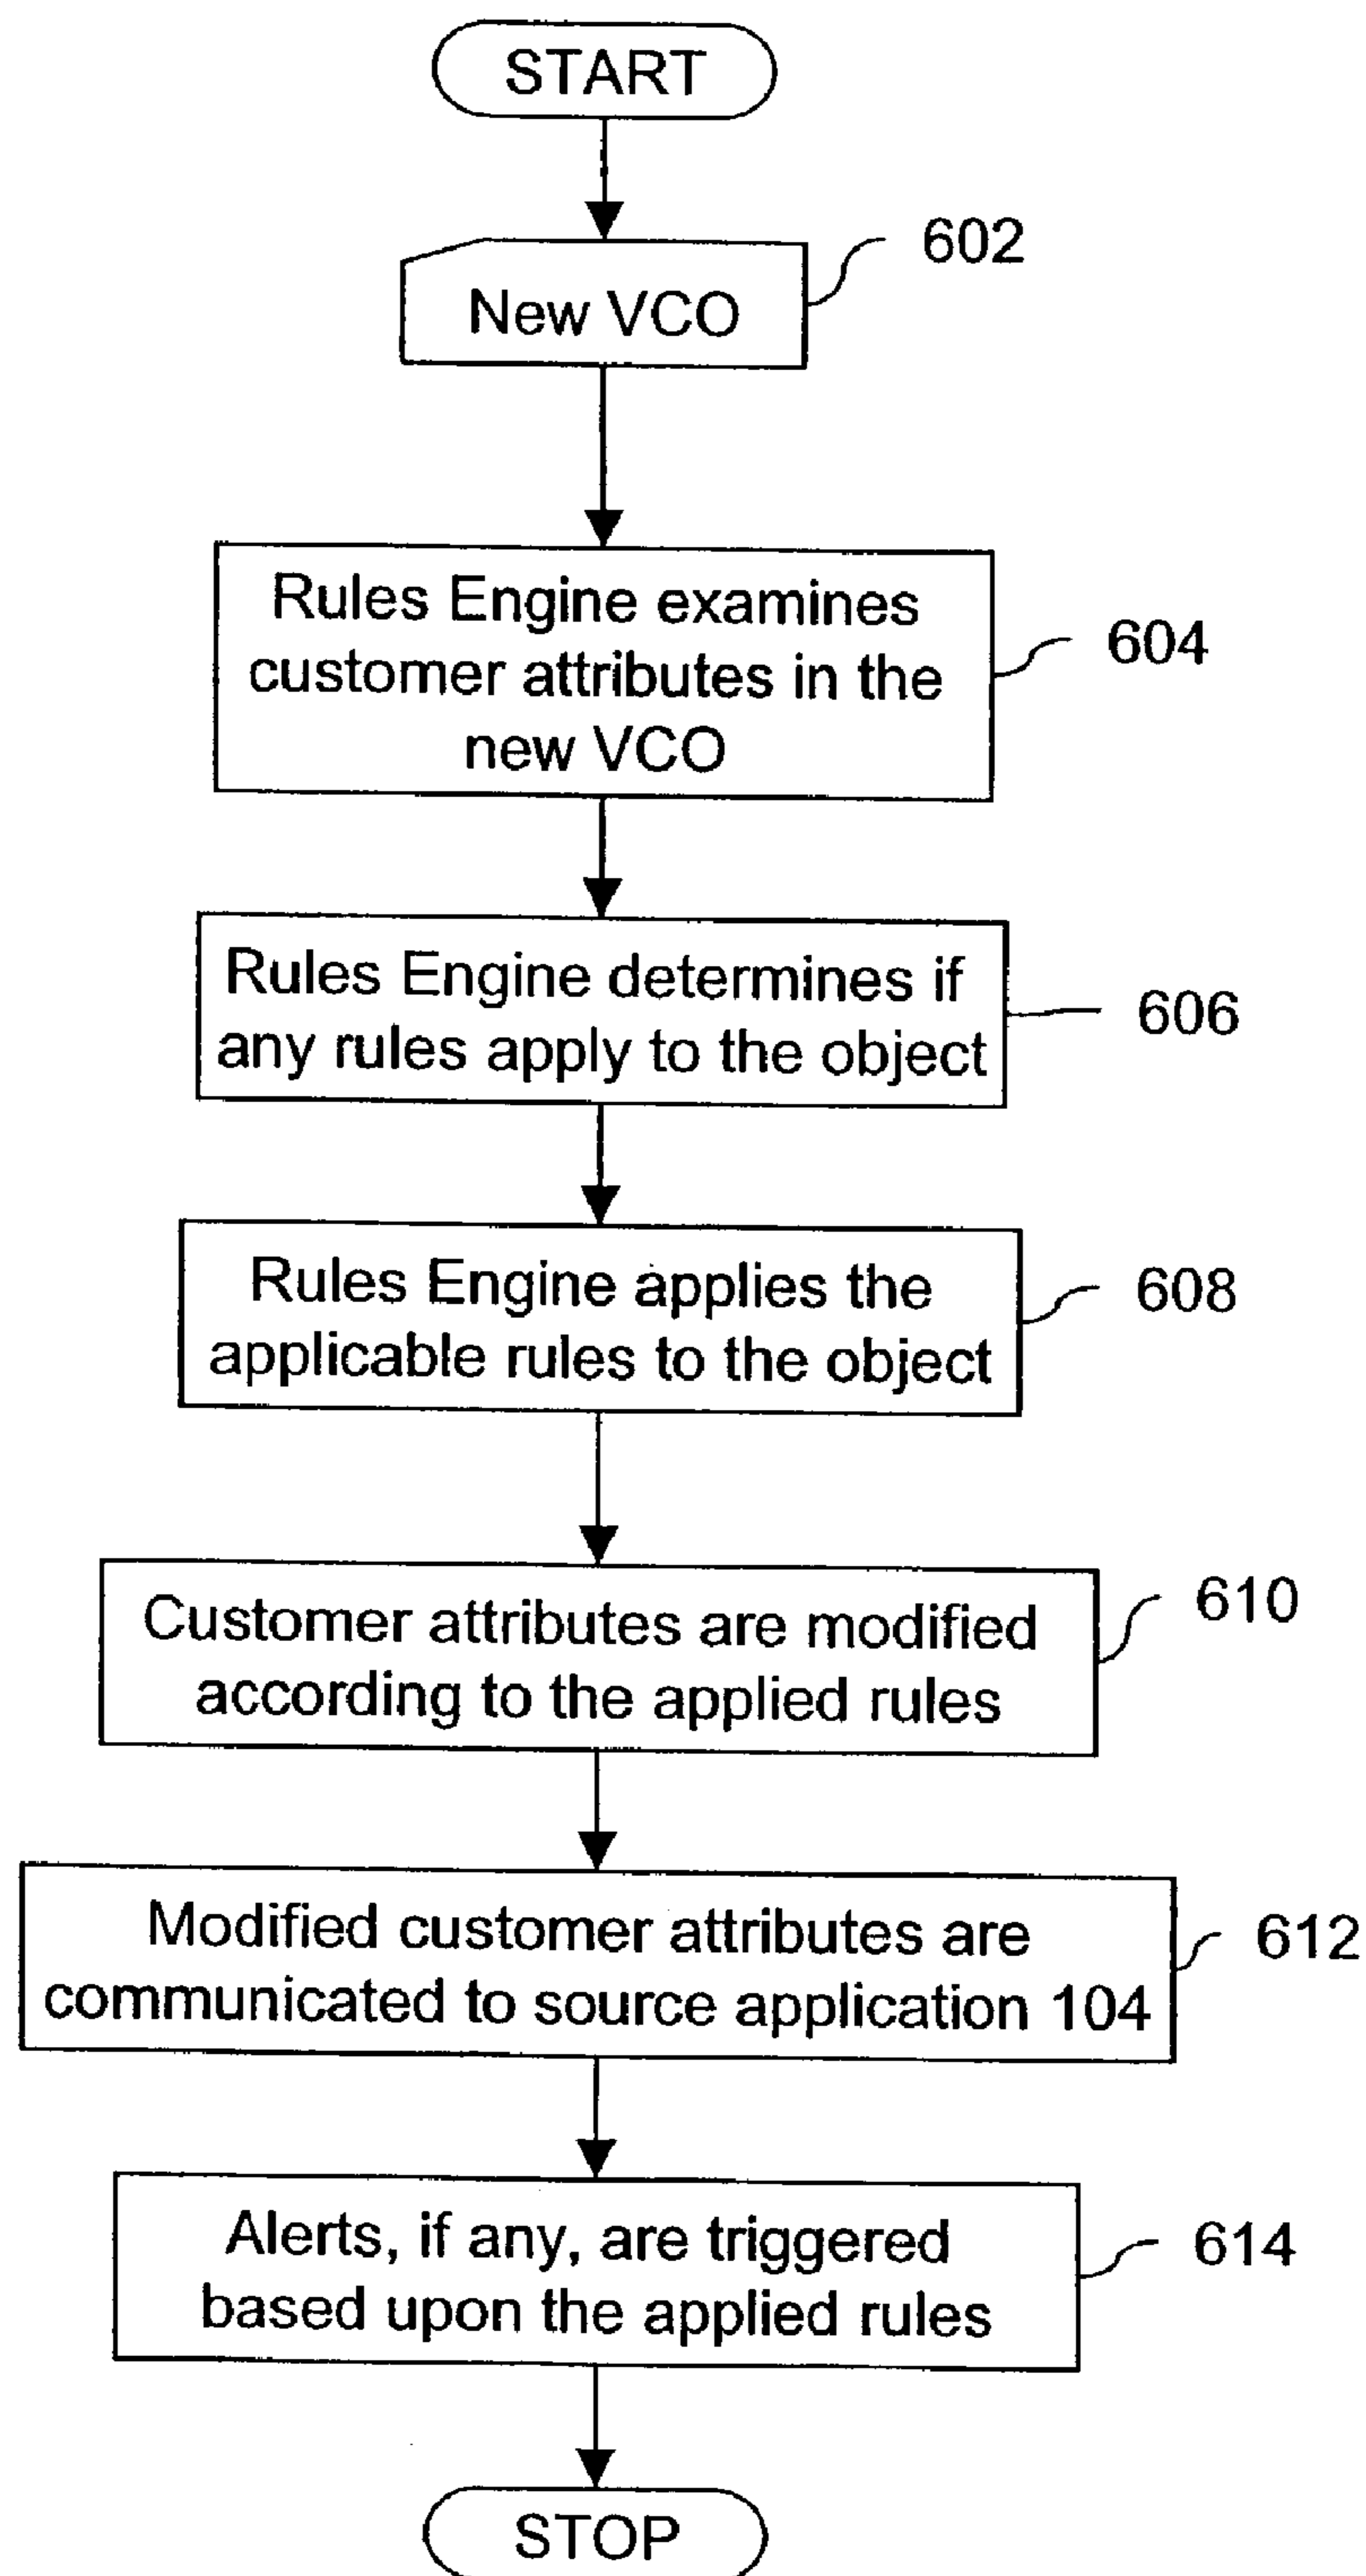 START
New VCO
602
Rules Engine examines
customer attributes in the
new VCO
604
Rules Engine determines if
any rules apply to the object
606
Rules Engine applies the
applicable rules to the object
608
Customer attributes are modified
according to the applied rules
610
Modified customer attributes are
communicated to source application 104
612
Alerts, if any, are triggered
based upon the applied rules
614
STOP